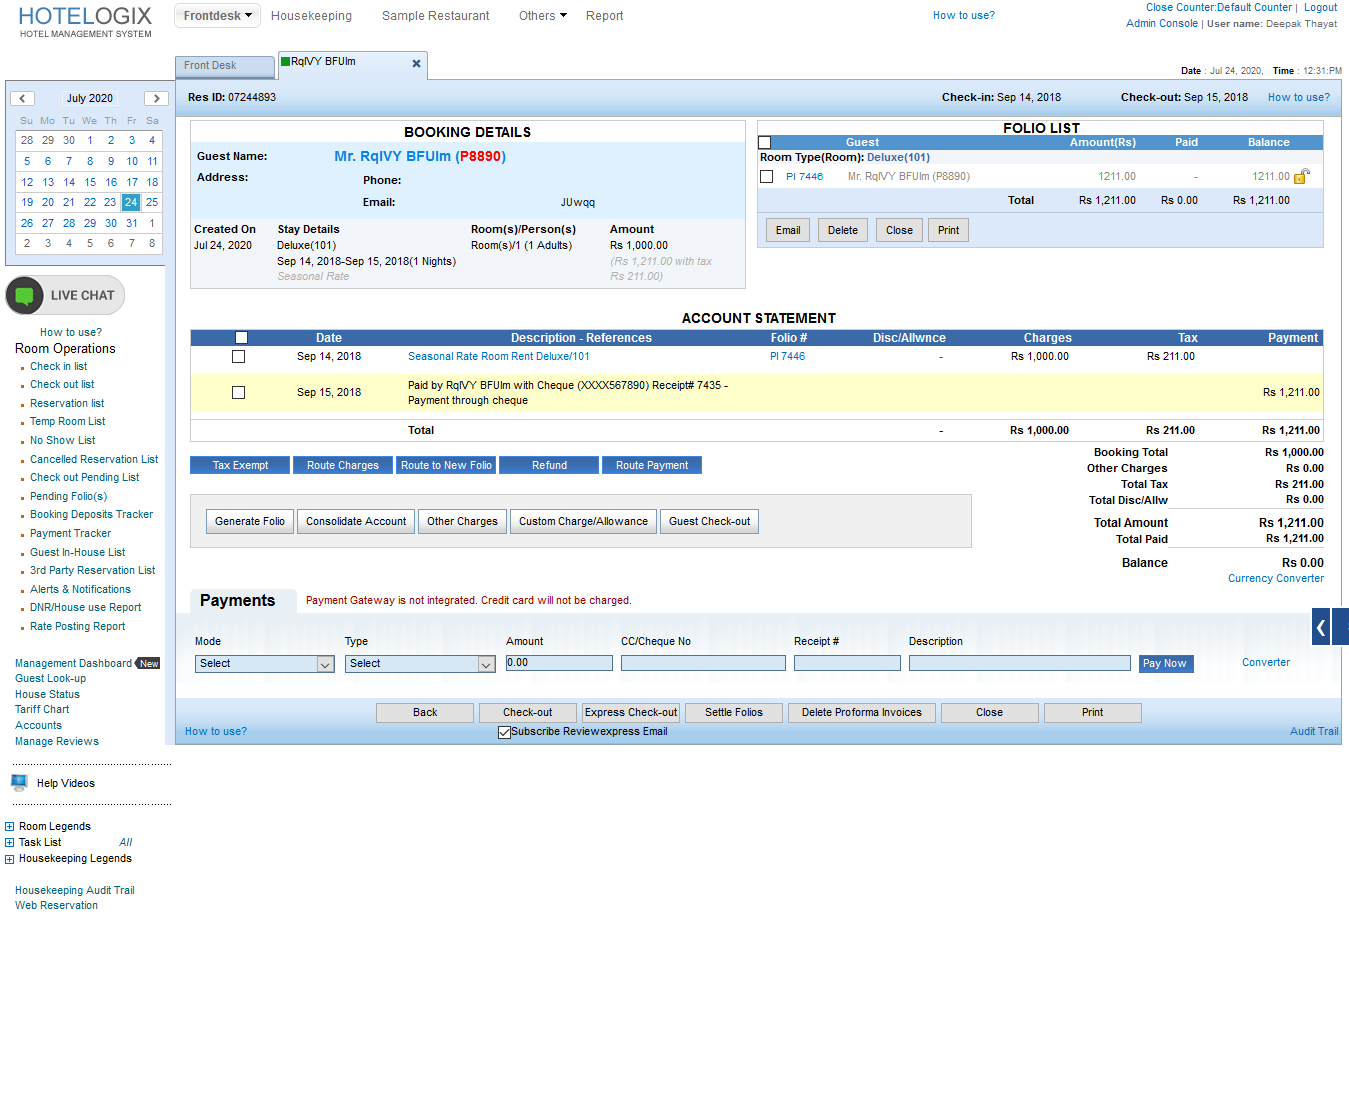 HOTELOGIX
HOTEL MANAGEMENT SYSTEM
Frontdesk Housekeeping Sample Restaurant Others Report
How to use?
Close Counter:Default Counter | Logout
Admin Console | User name: Deepak Thayat
Front Desk
RqIVY BFUlm
Date : Jul 24, 2020, Time : 12:31:PM
Res ID: 07244893
Check-in: Sep 14, 2018 Check-out: Sep 15, 2018 How to use?
July 2020
Su Mo Tu We Th Fr Sa
28 29 30 1 2 3 4
5 6 7 8 9 10 11
12 13 14 15 16 17 18
19 20 21 22 23 24 25
26 27 28 29 30 31 1
2 3 4 5 6 7 8
LIVE CHAT
How to use?
Room Operations
Check in list
Check out list
Reservation list
Temp Room List
No Show List
Cancelled Reservation List
Check out Pending List
Pending Folio(s)
Booking Deposits Tracker
Payment Tracker
Guest In-House List
3rd Party Reservation List
Alerts & Notifications
DNR/House use Report
Rate Posting Report
Management Dashboard New
Guest Look-up
House Status
Tariff Chart
Accounts
Manage Reviews
Help Videos
Room Legends
Task List All
Housekeeping Legends
Housekeeping Audit Trail
Web Reservation
BOOKING DETAILS
Guest Name: Mr. RqIVY BFUlm (P8890)
Address:
Phone:
Email: JUwqq
Created On Stay Details Room(s)/Person(s) Amount
Jul 24, 2020 Deluxe(101) Room(s)/1 (1 Adults) Rs 1,000.00
Sep 14, 2018-Sep 15, 2018(1 Nights) (Rs 1,211.00 with tax
Seasonal Rate Rs 211.00)
FOLIO LIST
Guest Amount(Rs) Paid Balance
Room Type(Room): Deluxe(101)
PI 7446 Mr. RqIVY BFUlm (P8890) 1211.00 - 1211.00
Total Rs 1,211.00 Rs 0.00 Rs 1,211.00
Email Delete Close Print
ACCOUNT STATEMENT
Date Description - References Folio # Disc/Allwnce Charges Tax Payment
Sep 14, 2018 Seasonal Rate Room Rent Deluxe/101 PI 7446 - Rs 1,000.00 Rs 211.00
Sep 15, 2018 Paid by RqIVY BFUlm with Cheque (XXXX567890) Receipt# 7435 - Rs 1,211.00
Payment through cheque
Total - Rs 1,000.00 Rs 211.00 Rs 1,211.00
Tax Exempt Route Charges Route to New Folio Refund Route Payment
Generate Folio Consolidate Account Other Charges Custom Charge/Allowance Guest Check-out
Booking Total Rs 1,000.00
Other Charges Rs 0.00
Total Tax Rs 211.00
Total Disc/Allw Rs 0.00
Total Amount Rs 1,211.00
Total Paid Rs 1,211.00
Balance Rs 0.00
Currency Converter
Payments Payment Gateway is not integrated. Credit card will not be charged.
Mode Type Amount CC/Cheque No Receipt # Description
Select Select 0.00 Pay Now Converter
Back Check-out Express Check-out Settle Folios Delete Proforma Invoices Close Print
How to use? Subscribe Reviewexpress Email Audit Trail